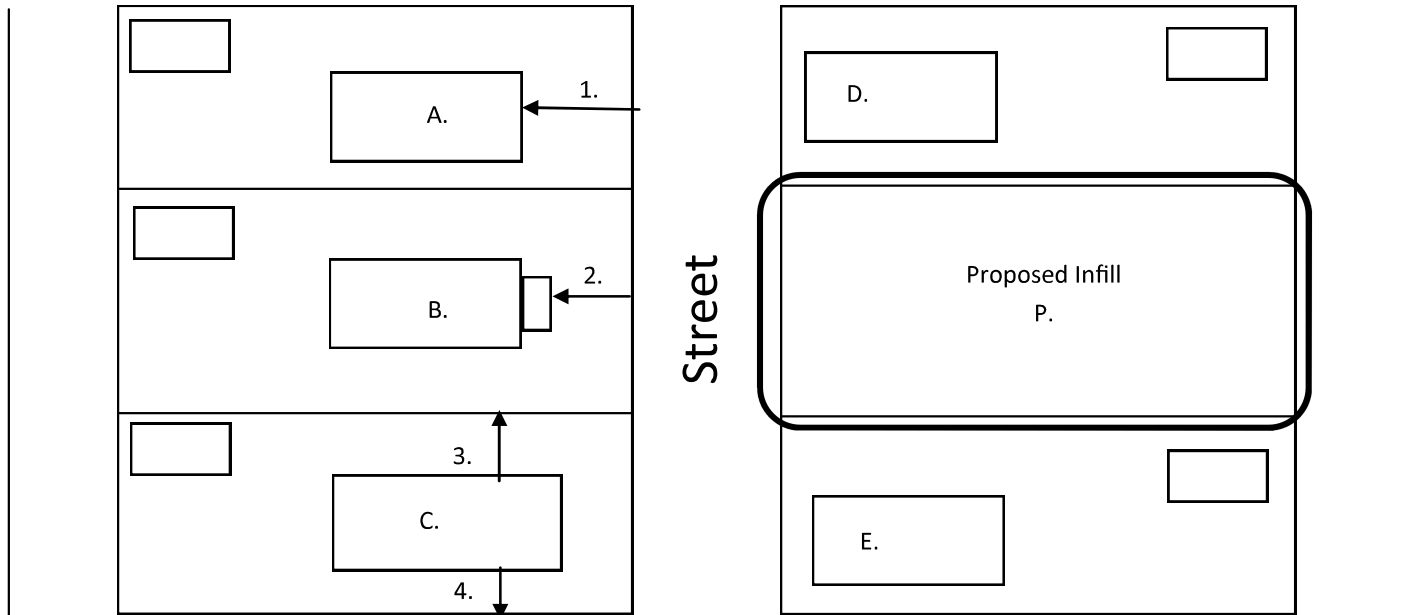 1.
A.
D.
2.
B.
Street
Proposed Infill
P.
3.
C.
4.
E.